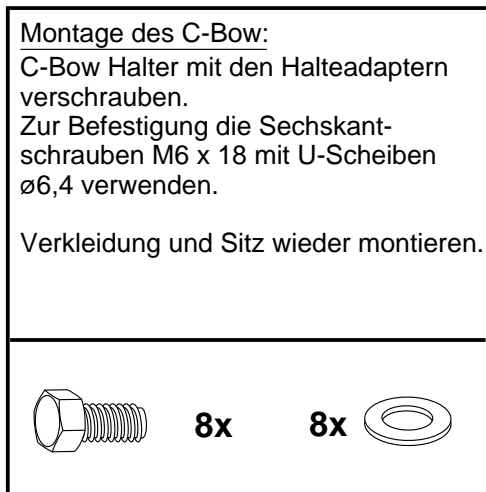 Montage des C-Bow:
C-Bow Halter mit den Halteadaptern
verschrauben.
Zur Befestigung die Sechskant-
schrauben M6 x 18 mit U-Scheiben
ø6,4 verwenden.
Verkleidung und Sitz wieder montieren.
8x 8x